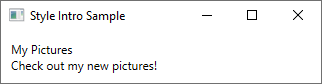 Style Intro Sample
My Pictures
Check out my new pictures!